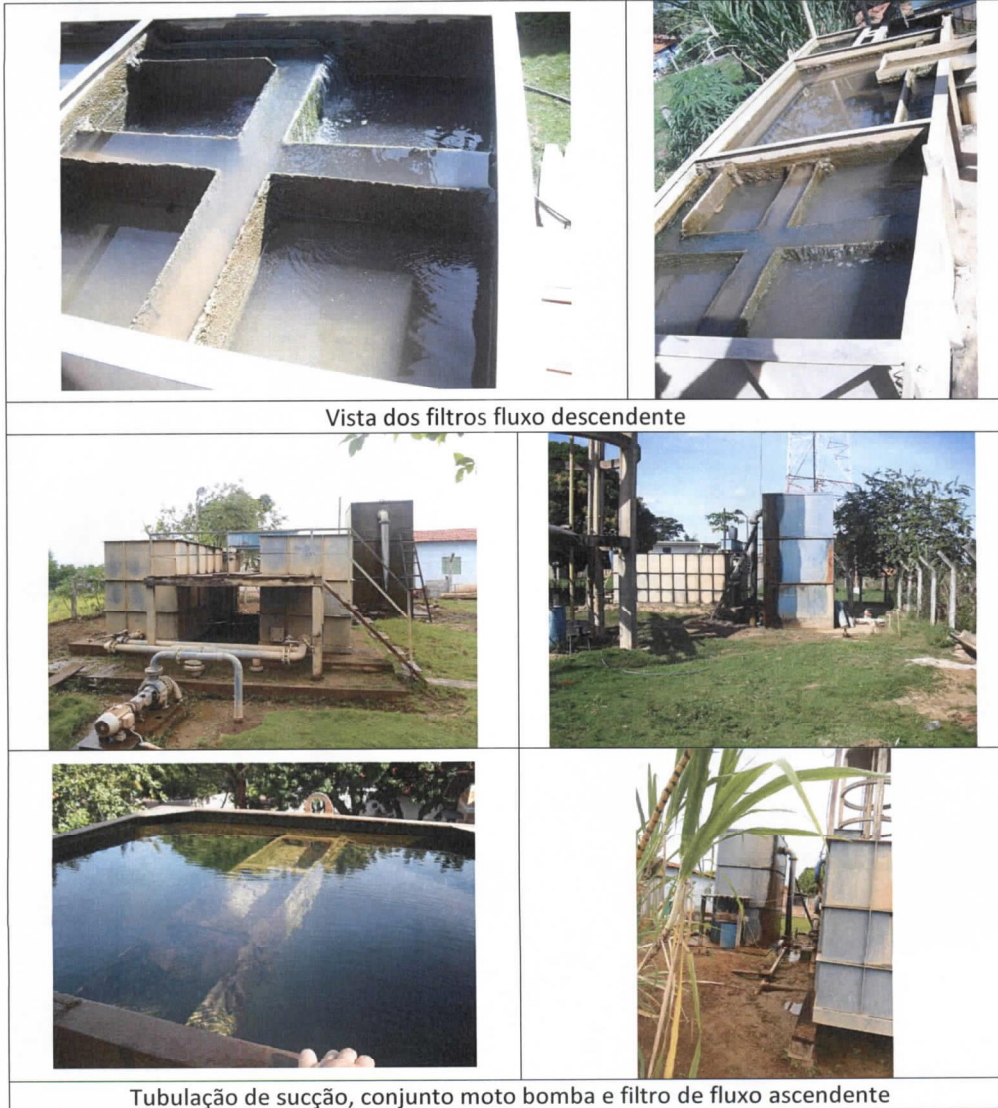 Vista dos filtros fluxo descendente
Tubulação de sucção, conjunto moto bomba e filtro de fluxo ascendente